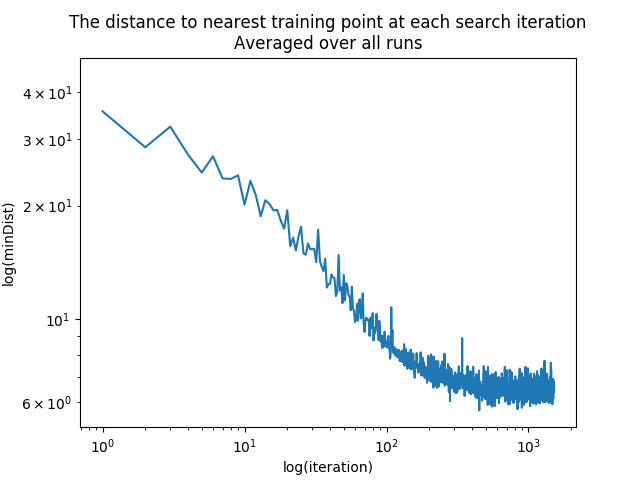 The distance to nearest training point at each search iteration
Averaged over all runs
4 × 10¹
3 × 10¹
2 × 10¹
10¹
6 × 10⁰
log(minDist)
10⁰
10¹
10²
10³
log(iteration)